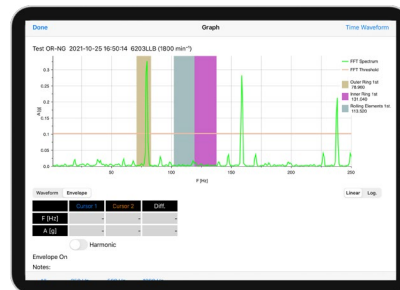 Done Graph Time Waveform
Test OR-NG 2021-10-25 16:50:14 6203LLB (1800 min⁻¹)
FFT Spectrum
FFT Threshold
Outer Ring 1st
78.960
Inner Ring 1st
131.040
Rolling Elements 1st
113.520
A [g]
0.3
0.25
0.2
0.15
0.1
0.05
0.0
50 100 150 200 250
F [Hz]
Waveform Envelope Linear Log.
Cursor 1 Cursor 2 Diff.
F [Hz] - - -
A [g] - - -
Harmonic
Envelope On
Notes: